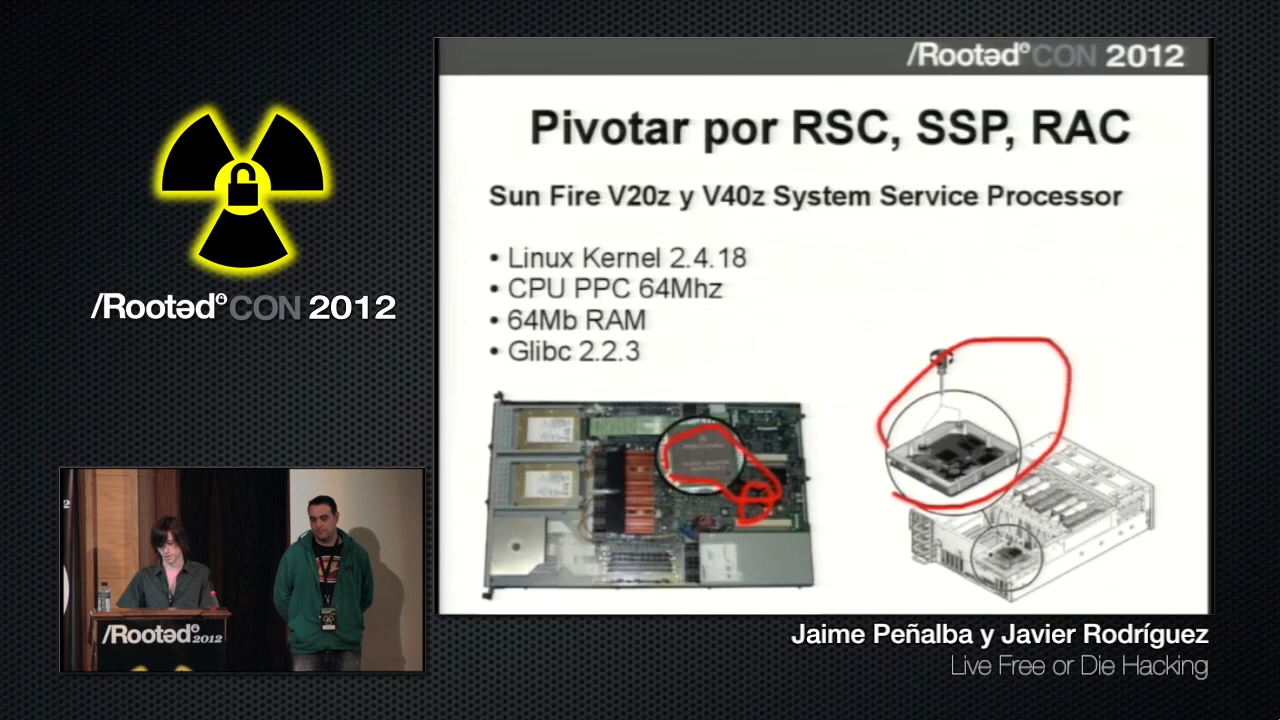 /Rootəd CON 2012
Pivotar por RSC, SSP, RAC
Sun Fire V20z y V40z System Service Processor
• Linux Kernel 2.4.18
• CPU PPC 64Mhz
• 64Mb RAM
• Glibc 2.2.3
/Rootəd CON 2012
/Rootəd 2012
Jaime Peñalba y Javier Rodríguez
Live Free or Die Hacking